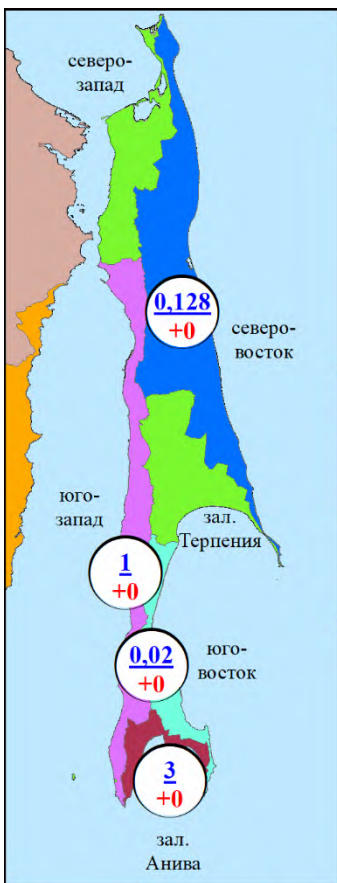 северо-
запад
0,128
+0
северо-
восток
юго-
запад
зал.
Терпения
1
+0
0,02
+0
юго-
восток
3
+0
зал.
Анива